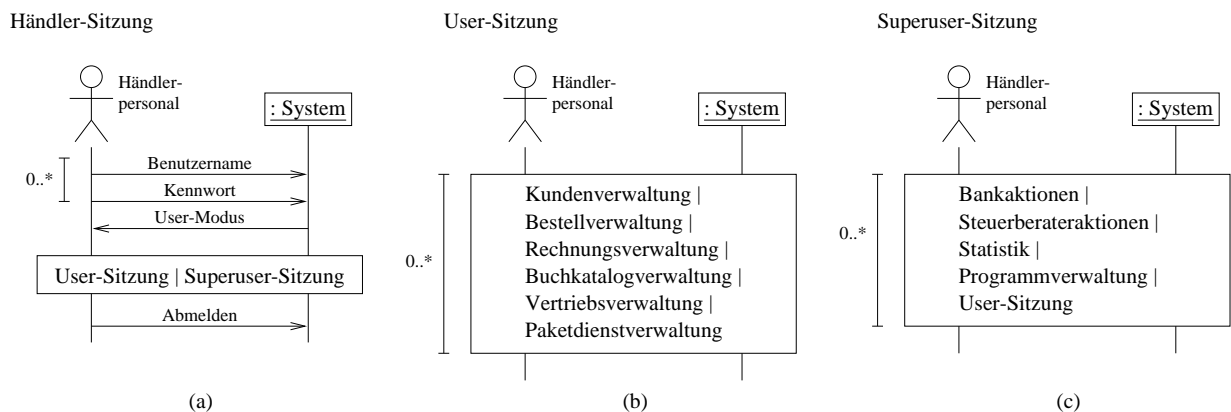 Händler-Sitzung
Händler-
personal
: System
0..*
Benutzername
Kennwort
User-Modus
User-Sitzung | Superuser-Sitzung
Abmelden
(a)
User-Sitzung
Händler-
personal
: System
0..*
Kundenverwaltung |
Bestellverwaltung |
Rechnungsverwaltung |
Buchkatalogverwaltung |
Vertriebsverwaltung |
Paketdienstverwaltung
(b)
Superuser-Sitzung
Händler-
personal
: System
0..*
Bankaktionen |
Steuerberateraktionen |
Statistik |
Programmverwaltung |
User-Sitzung
(c)